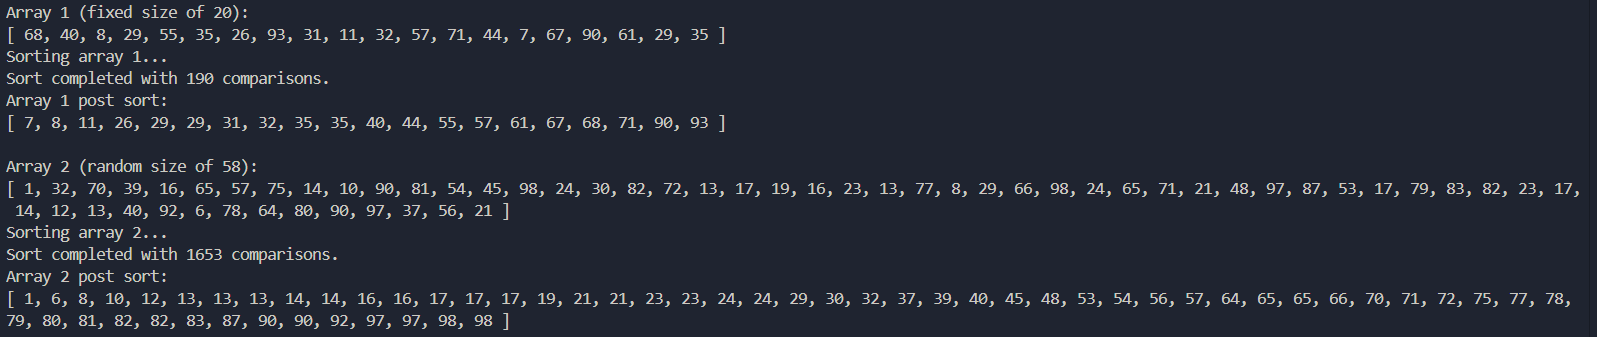 Array 1 (fixed size of 20):
[ 68, 40, 8, 29, 55, 35, 26, 93, 31, 11, 32, 57, 71, 44, 7, 67, 90, 61, 29, 35 ]
Sorting array 1...
Sort completed with 190 comparisons.
Array 1 post sort:
[ 7, 8, 11, 26, 29, 29, 31, 32, 35, 35, 40, 44, 55, 57, 61, 67, 68, 71, 90, 93 ]
Array 2 (random size of 58):
[ 1, 32, 70, 39, 16, 65, 57, 75, 14, 10, 90, 81, 54, 45, 98, 24, 30, 82, 72, 13, 17, 19, 16, 23, 13, 77, 8, 29, 66, 98, 24, 65, 71, 21, 48, 97, 87, 53, 17, 79, 83, 82, 23, 17,
14, 12, 13, 40, 92, 6, 78, 64, 80, 90, 97, 37, 56, 21 ]
Sorting array 2...
Sort completed with 1653 comparisons.
Array 2 post sort:
[ 1, 6, 8, 10, 12, 13, 13, 13, 14, 14, 16, 16, 17, 17, 17, 19, 21, 21, 23, 23, 24, 24, 29, 30, 32, 37, 39, 40, 45, 48, 53, 54, 56, 57, 64, 65, 65, 66, 70, 71, 72, 75, 77, 78,
79, 80, 81, 82, 82, 83, 87, 90, 90, 92, 97, 97, 98, 98 ]